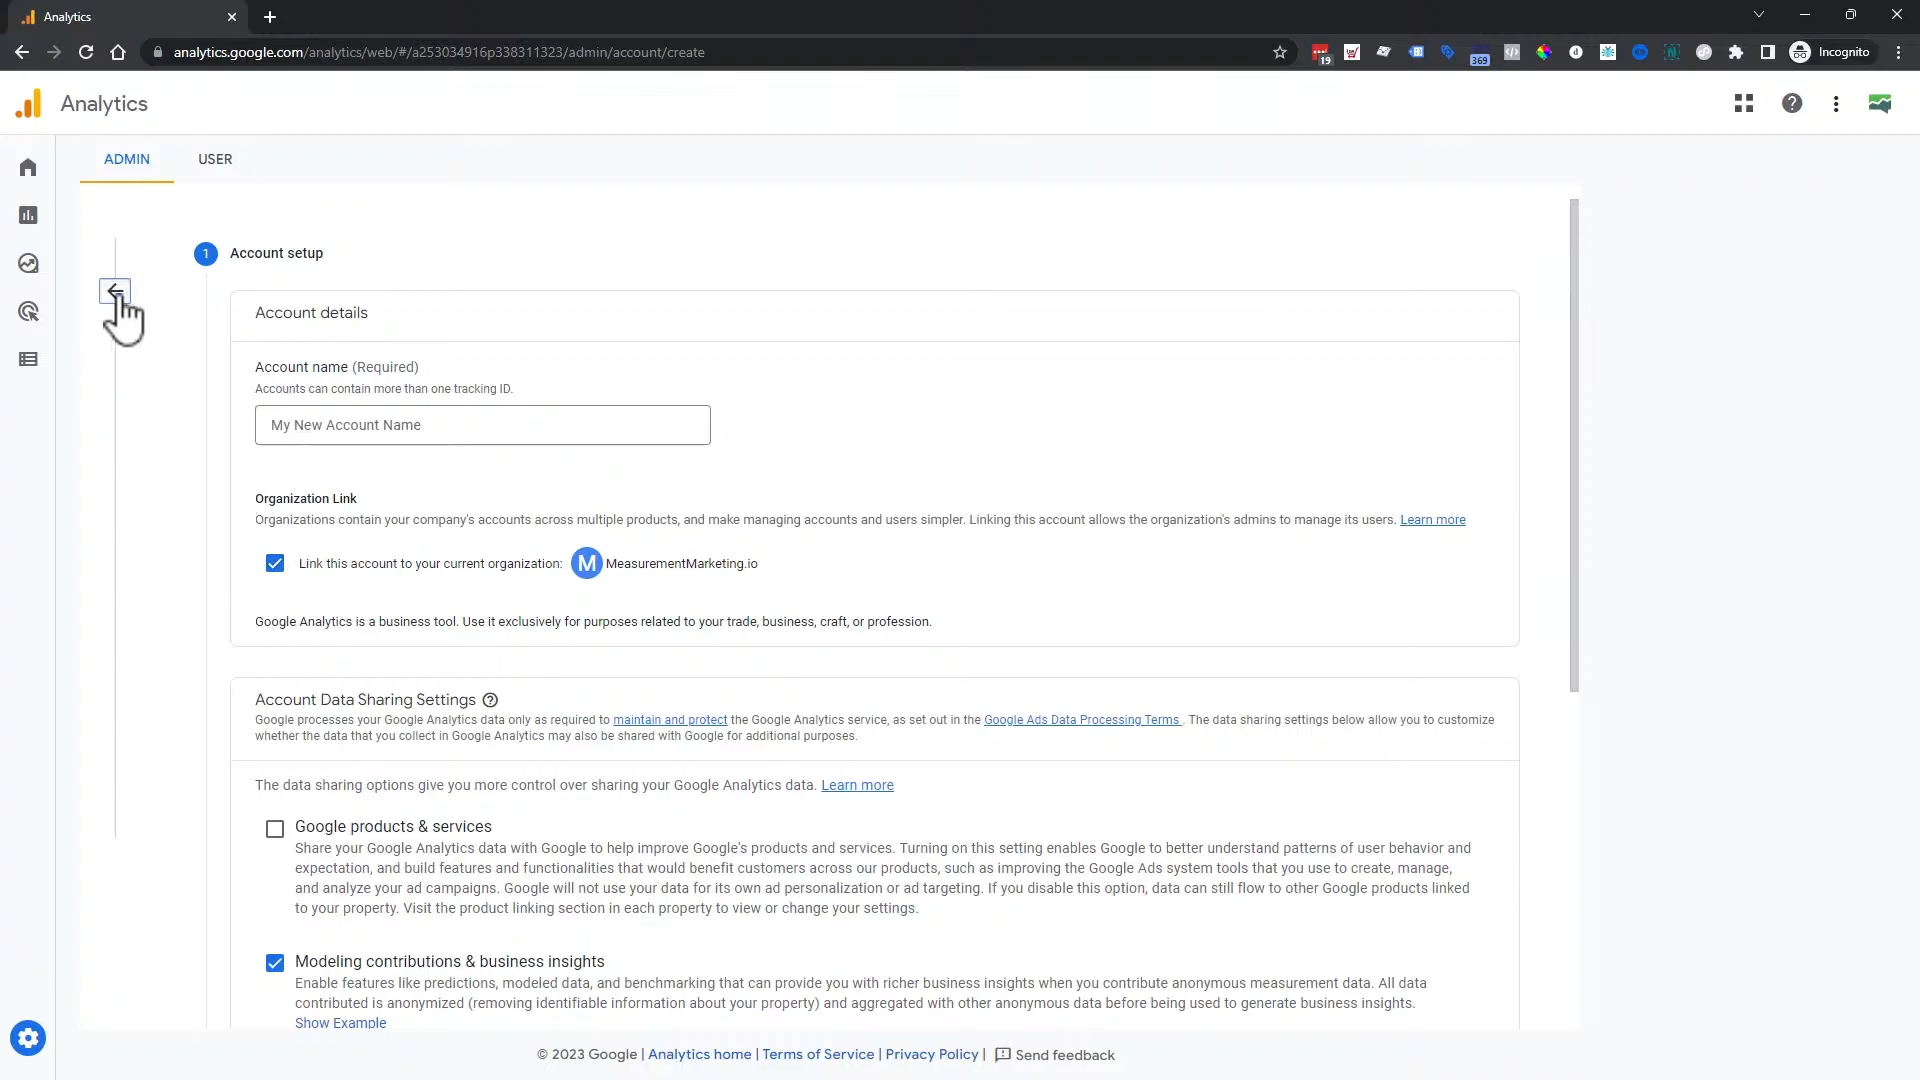 Analytics
analytics.google.com/analytics/web/#/a253034916p338311323/admin/account/create
19
369
Incognito
Analytics
ADMIN
USER
1
Account setup
Account details
Account name (Required)
Accounts can contain more than one tracking ID.
My New Account Name
Organization Link
Organizations contain your company's accounts across multiple products, and make managing accounts and users simpler. Linking this account allows the organization's admins to manage its users. Learn more
Link this account to your current organization: M MeasurementMarketing.io
Google Analytics is a business tool. Use it exclusively for purposes related to your trade, business, craft, or profession.
Account Data Sharing Settings
Google processes your Google Analytics data only as required to maintain and protect the Google Analytics service, as set out in the Google Ads Data Processing Terms . The data sharing settings below allow you to customize
whether the data that you collect in Google Analytics may also be shared with Google for additional purposes.
The data sharing options give you more control over sharing your Google Analytics data. Learn more
Google products & services
Share your Google Analytics data with Google to help improve Google's products and services. Turning on this setting enables Google to better understand patterns of user behavior and
expectation, and build features and functionalities that would benefit customers across our products, such as improving the Google Ads system tools that you use to create, manage,
and analyze your ad campaigns. Google will not use your data for its own ad personalization or ad targeting. If you disable this option, data can still flow to other Google products linked
to your property. Visit the product linking section in each property to view or change your settings.
Modeling contributions & business insights
Enable features like predictions, modeled data, and benchmarking that can provide you with richer business insights when you contribute anonymous measurement data. All data
contributed is anonymized (removing identifiable information about your property) and aggregated with other anonymous data before being used to generate business insights.
Show Example
© 2023 Google | Analytics home | Terms of Service | Privacy Policy | Send feedback